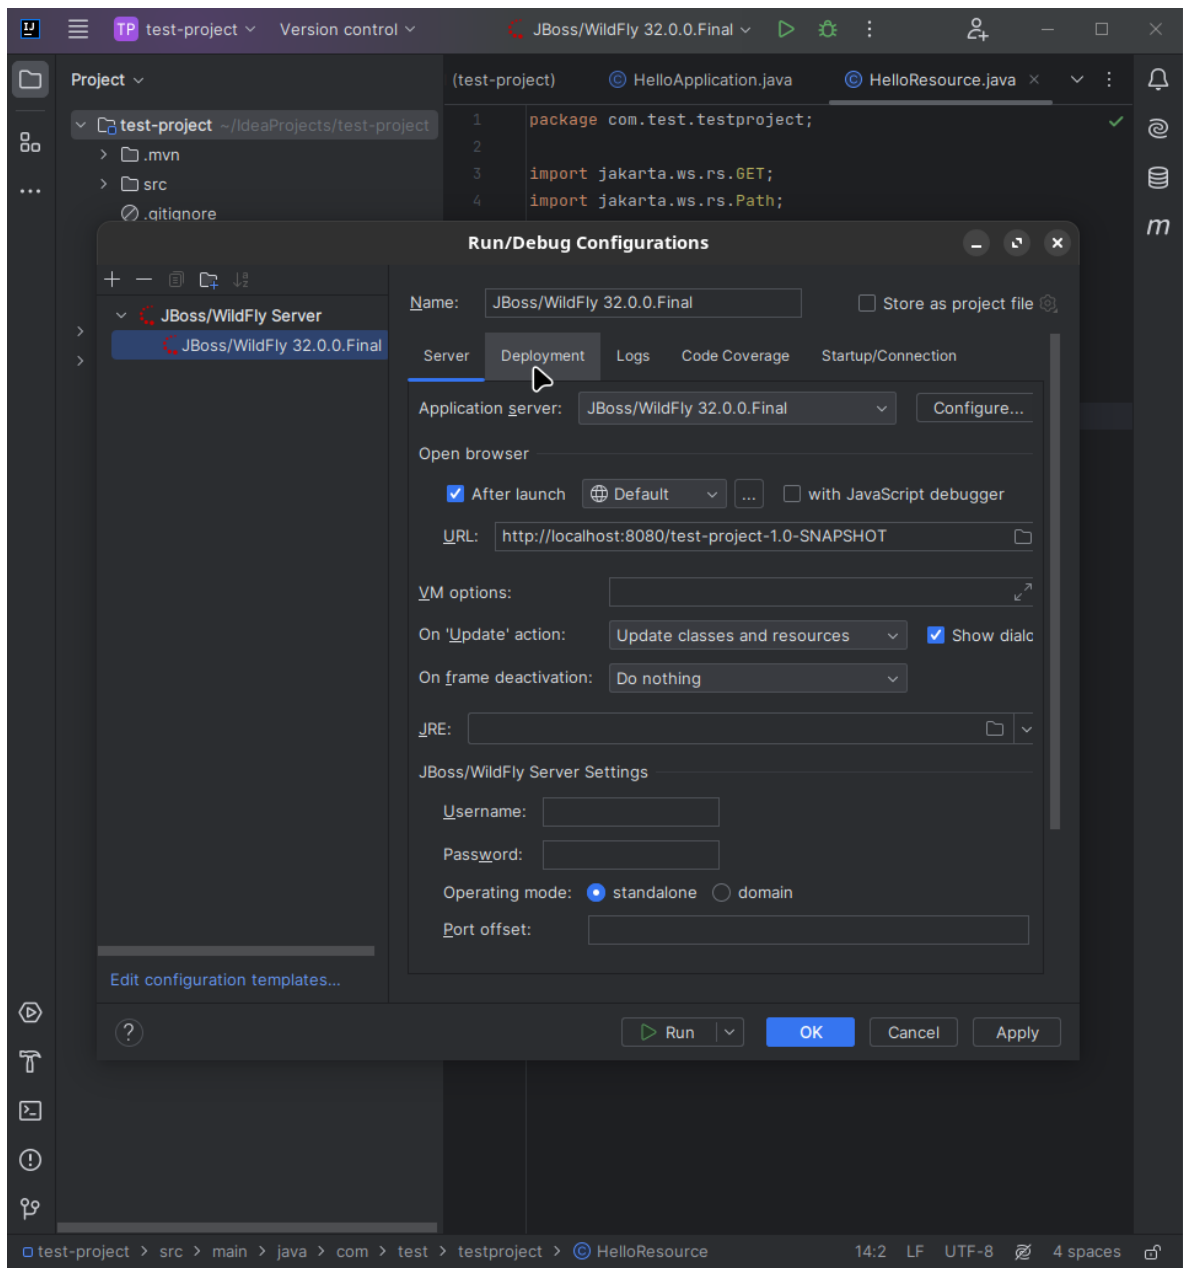 IJ
TP test-project Version control JBoss/WildFly 32.0.0.Final
Project
(test-project) HelloApplication.java HelloResource.java
test-project ~/IdeaProjects/test-project
.mvn
src
.gitignore
1 package com.test.testproject;
2
3 import jakarta.ws.rs.GET;
4 import jakarta.ws.rs.Path;
m
Run/Debug Configurations
JBoss/WildFly Server
JBoss/WildFly 32.0.0.Final
Name: JBoss/WildFly 32.0.0.Final Store as project file
Server Deployment Logs Code Coverage Startup/Connection
Application server: JBoss/WildFly 32.0.0.Final Configure...
Open browser
After launch Default ... with JavaScript debugger
URL: http://localhost:8080/test-project-1.0-SNAPSHOT
VM options:
On 'Update' action: Update classes and resources Show dialo
On frame deactivation: Do nothing
JRE:
JBoss/WildFly Server Settings
Username:
Password:
Operating mode: standalone domain
Port offset:
Edit configuration templates...
? Run OK Cancel Apply
test-project > src > main > java > com > test > testproject > HelloResource 14:2 LF UTF-8 4 spaces